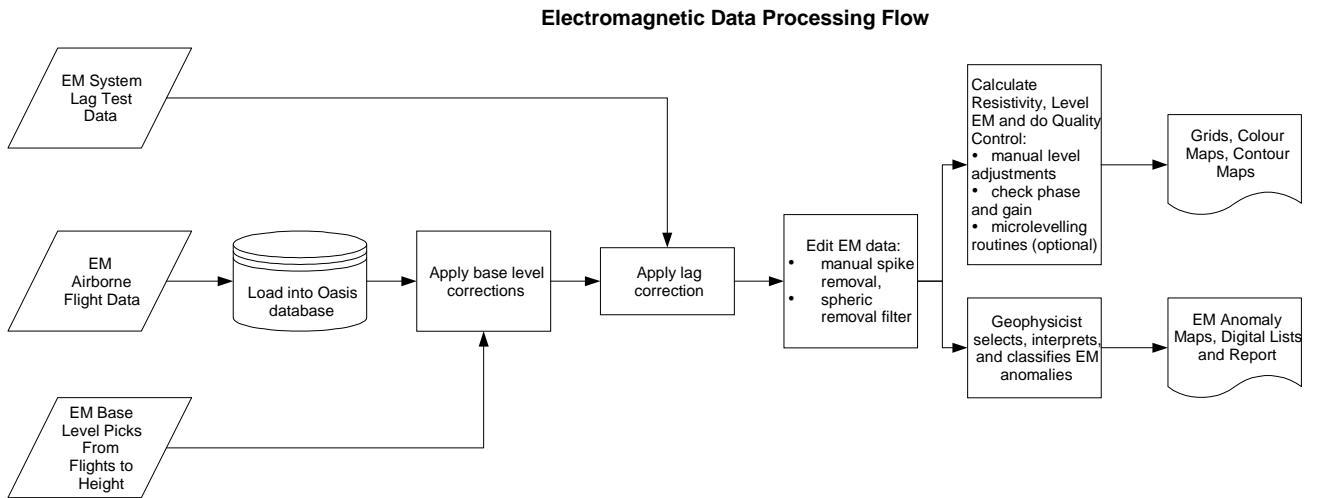 Electromagnetic Data Processing Flow
EM System
Lag Test
Data
EM
Airborne
Flight Data
EM Base
Level Picks
From
Flights to
Height
Load into Oasis
database
Apply base level
corrections
Apply lag
correction
Edit EM data:
• manual spike
removal,
• spheric
removal filter
Calculate
Resistivity, Level
EM and do Quality
Control:
• manual level
adjustments
• check phase
and gain
• microlevelling
routines (optional)
Grids, Colour
Maps, Contour
Maps
Geophysicist
selects, interprets,
and classifies EM
anomalies
EM Anomaly
Maps, Digital Lists
and Report